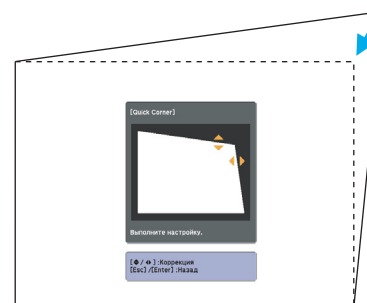 [Quick Corner]
Выполните настройку.
[ / ] :Коррекция
[Esc] /[Enter] :Назад